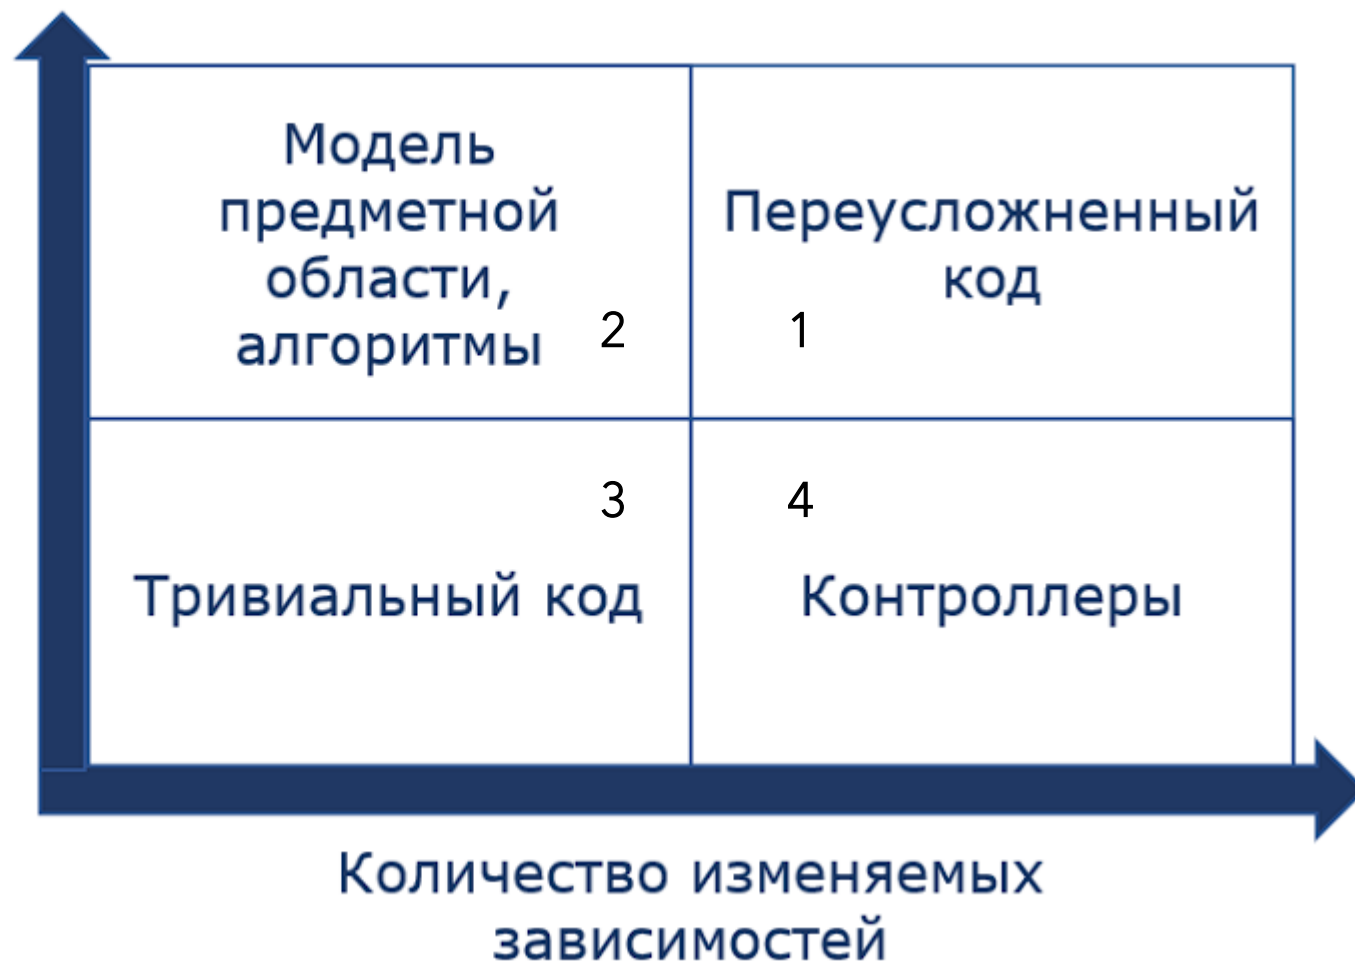 Модель
предметной
области,
алгоритмы
2
Переусложненный
код
1
3
Тривиальный код
4
Контроллеры
Количество изменяемых
зависимостей